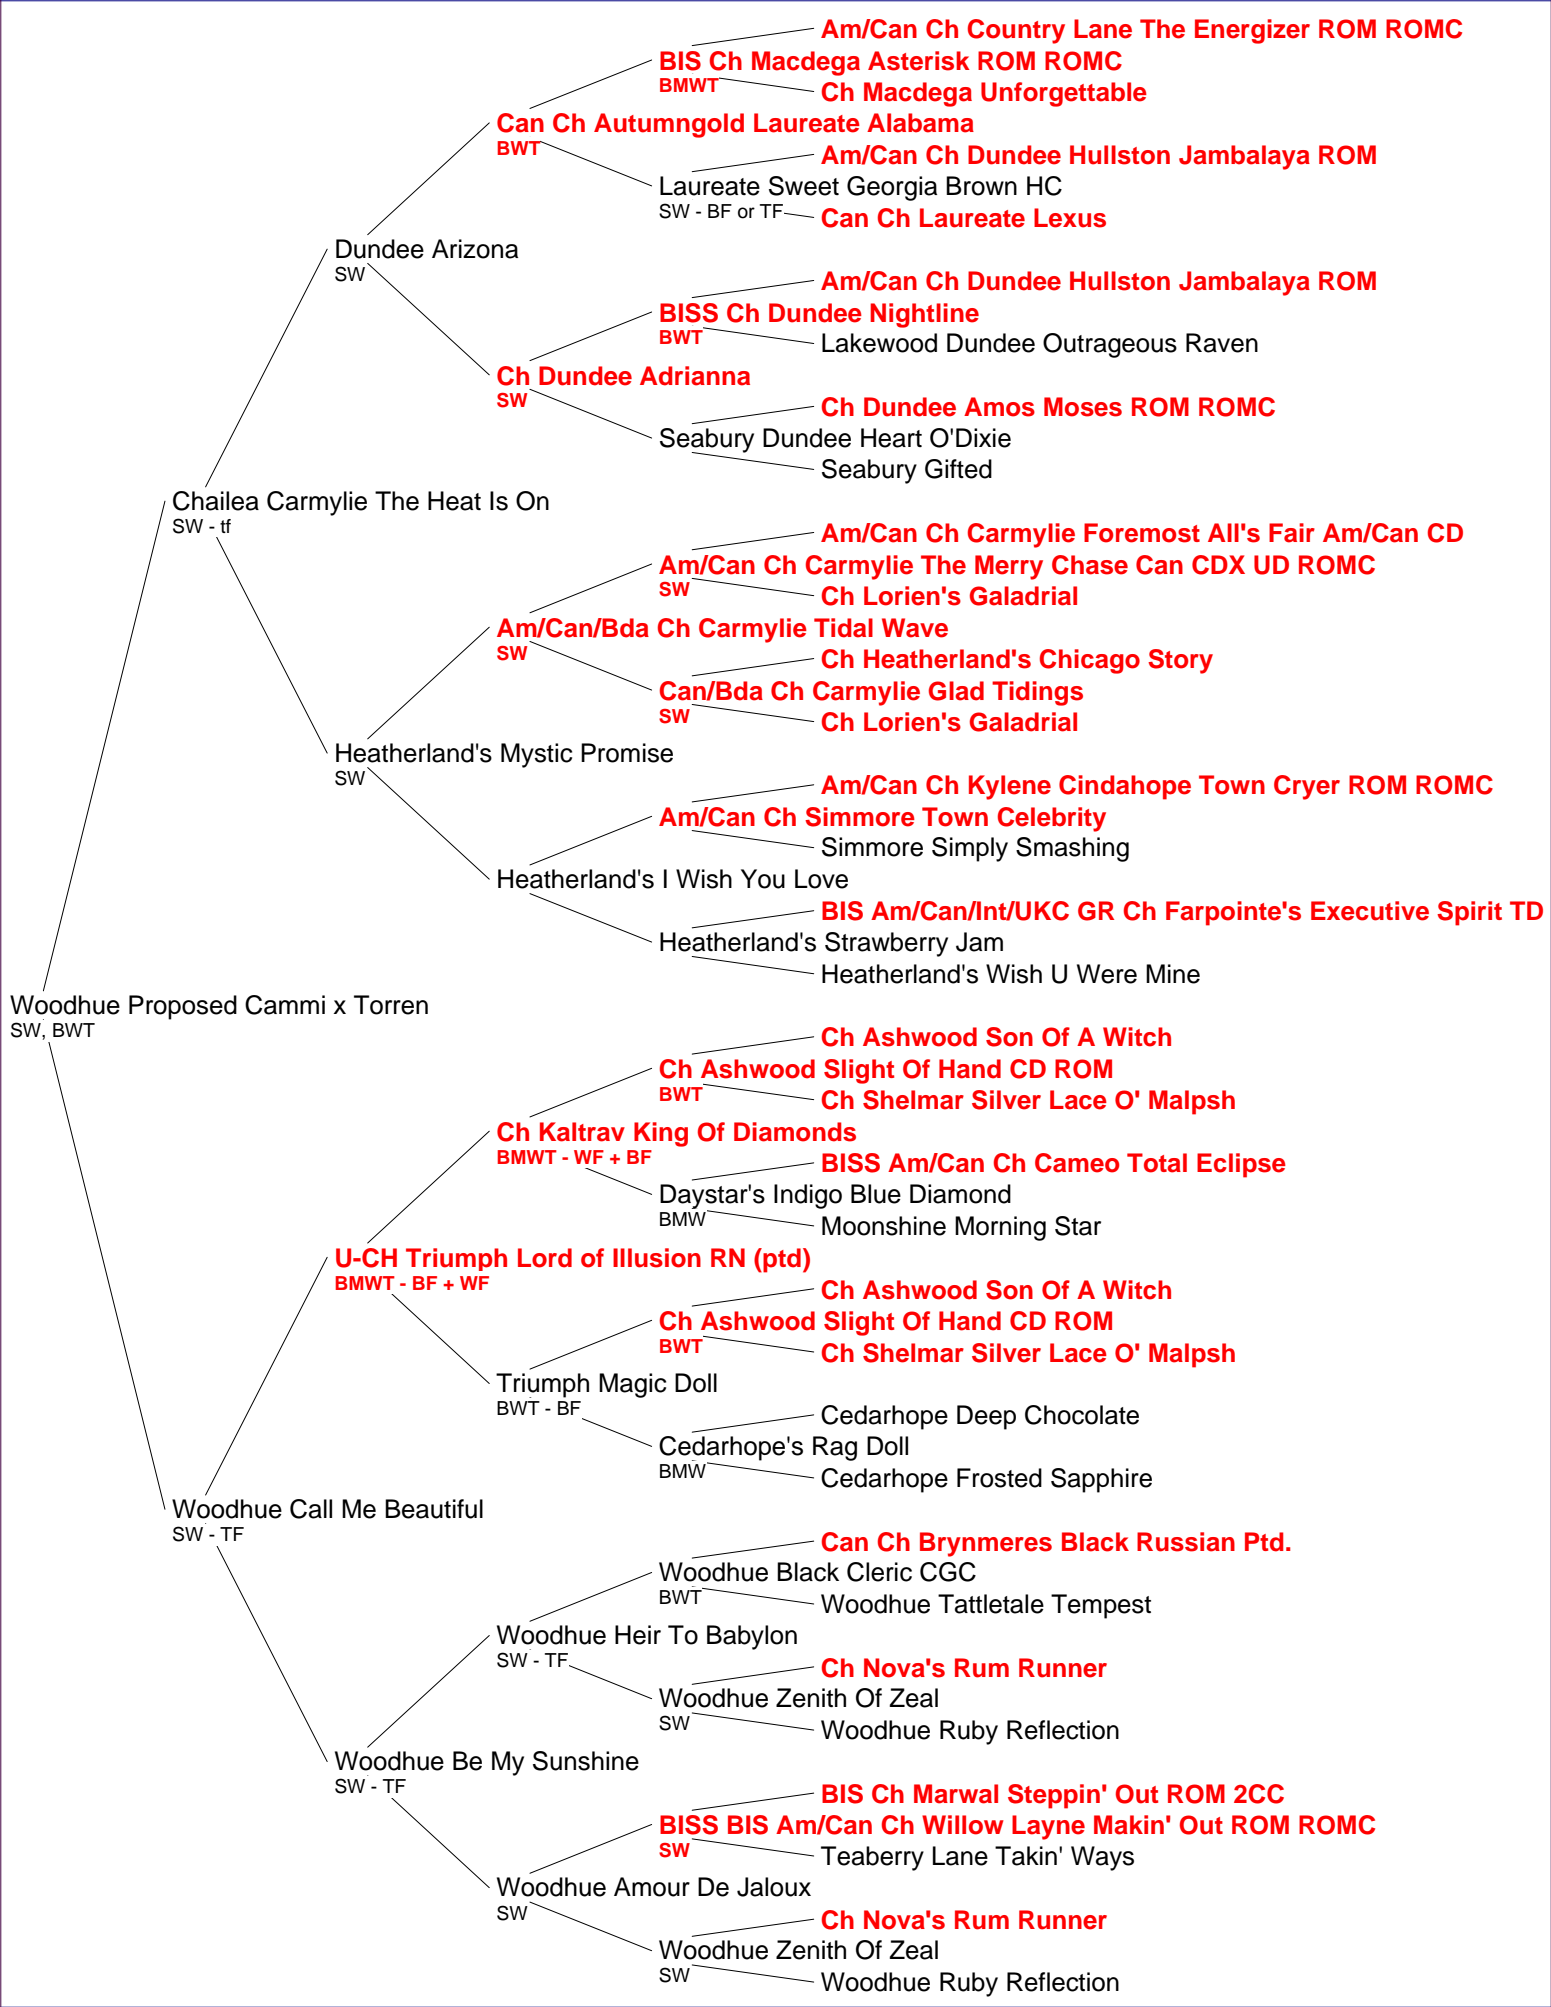 Am/Can Ch Country Lane The Energizer ROM ROMC
BIS Ch Macdega Asterisk ROM ROMC
BMWT
Ch Macdega Unforgettable
Can Ch Autumngold Laureate Alabama
BWT
Am/Can Ch Dundee Hullston Jambalaya ROM
Laureate Sweet Georgia Brown HC
SW - BF or TF
Can Ch Laureate Lexus
Dundee Arizona
SW
Am/Can Ch Dundee Hullston Jambalaya ROM
BISS Ch Dundee Nightline
BWT
Lakewood Dundee Outrageous Raven
Ch Dundee Adrianna
SW
Ch Dundee Amos Moses ROM ROMC
Seabury Dundee Heart O'Dixie
Seabury Gifted
Chailea Carmylie The Heat Is On
SW - tf
Am/Can Ch Carmylie Foremost All's Fair Am/Can CD
Am/Can Ch Carmylie The Merry Chase Can CDX UD ROMC
SW
Ch Lorien's Galadrial
Am/Can/Bda Ch Carmylie Tidal Wave
SW
Ch Heatherland's Chicago Story
Can/Bda Ch Carmylie Glad Tidings
SW
Ch Lorien's Galadrial
Heatherland's Mystic Promise
SW
Am/Can Ch Kylene Cindahope Town Cryer ROM ROMC
Am/Can Ch Simmore Town Celebrity
Simmore Simply Smashing
Heatherland's I Wish You Love
BIS Am/Can/Int/UKC GR Ch Farpointe's Executive Spirit TD
Heatherland's Strawberry Jam
Heatherland's Wish U Were Mine
Woodhue Proposed Cammi x Torren
SW, BWT
Ch Ashwood Son Of A Witch
Ch Ashwood Slight Of Hand CD ROM
BWT
Ch Shelmar Silver Lace O' Malpsh
Ch Kaltrav King Of Diamonds
BMWT - WF + BF
BISS Am/Can Ch Cameo Total Eclipse
Daystar's Indigo Blue Diamond
BMW
Moonshine Morning Star
U-CH Triumph Lord of Illusion RN (ptd)
BMWT - BF + WF
Ch Ashwood Son Of A Witch
Ch Ashwood Slight Of Hand CD ROM
BWT
Ch Shelmar Silver Lace O' Malpsh
Triumph Magic Doll
BWT - BF
Cedarhope Deep Chocolate
Cedarhope's Rag Doll
BMW
Cedarhope Frosted Sapphire
Woodhue Call Me Beautiful
SW - TF
Can Ch Brynmeres Black Russian Ptd.
Woodhue Black Cleric CGC
BWT
Woodhue Tattletale Tempest
Woodhue Heir To Babylon
SW - TF
Ch Nova's Rum Runner
Woodhue Zenith Of Zeal
SW
Woodhue Ruby Reflection
Woodhue Be My Sunshine
SW - TF
BIS Ch Marwal Steppin' Out ROM 2CC
BISS BIS Am/Can Ch Willow Layne Makin' Out ROM ROMC
SW
Teaberry Lane Takin' Ways
Woodhue Amour De Jaloux
SW
Ch Nova's Rum Runner
Woodhue Zenith Of Zeal
SW
Woodhue Ruby Reflection